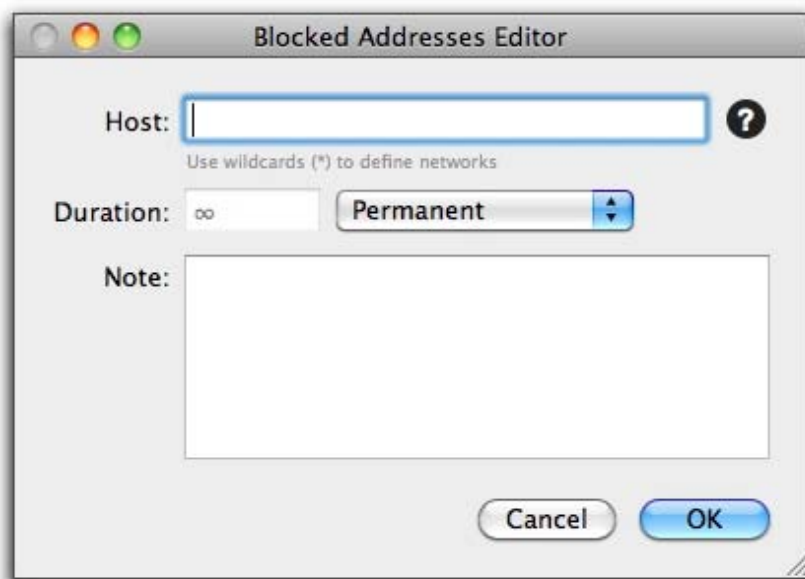 Blocked Addresses Editor
Host:
?
Use wildcards (*) to define networks
Duration: ∞ Permanent
Note:
Cancel OK